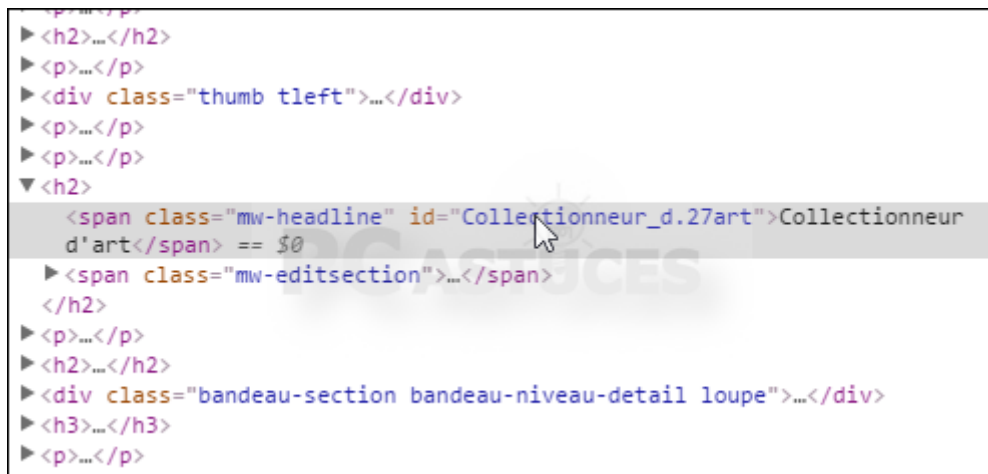 <p>…</p>
▶<h2>…</h2>
▶<p>…</p>
▶<div class="thumb tleft">…</div>
▶<p>…</p>
▶<p>…</p>
▼<h2>
<span class="mw-headline" id="Collectionneur_d.27art">Collectionneur
d'art</span> == $0
PC ASTUCES
▶<span class="mw-editsection">…</span>
</h2>
▶<p>…</p>
▶<h2>…</h2>
▶<div class="bandeau-section bandeau-niveau-detail loupe">…</div>
▶<h3>…</h3>
▶<p>…</p>